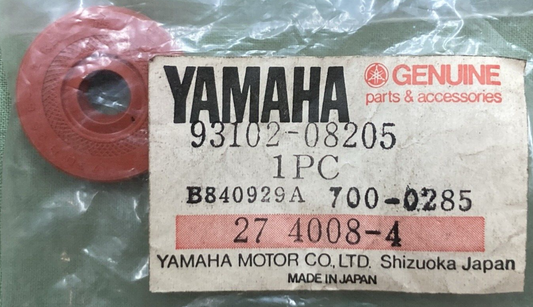 YAMAHA
GENUINE
parts & accessories
93102-08205
1PC
B840929A 700-0285
27 4008-4
YAMAHA MOTOR CO., LTD. Shizuoka Japan
MADE IN JAPAN